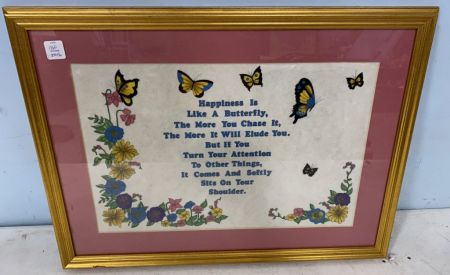 Happiness Is
Like A Butterfly,
The More You Chase It,
The More It Will Elude You.
But If You
Turn Your Attention
To Other Things,
It Comes And Softly
Sits On Your
Shoulder.